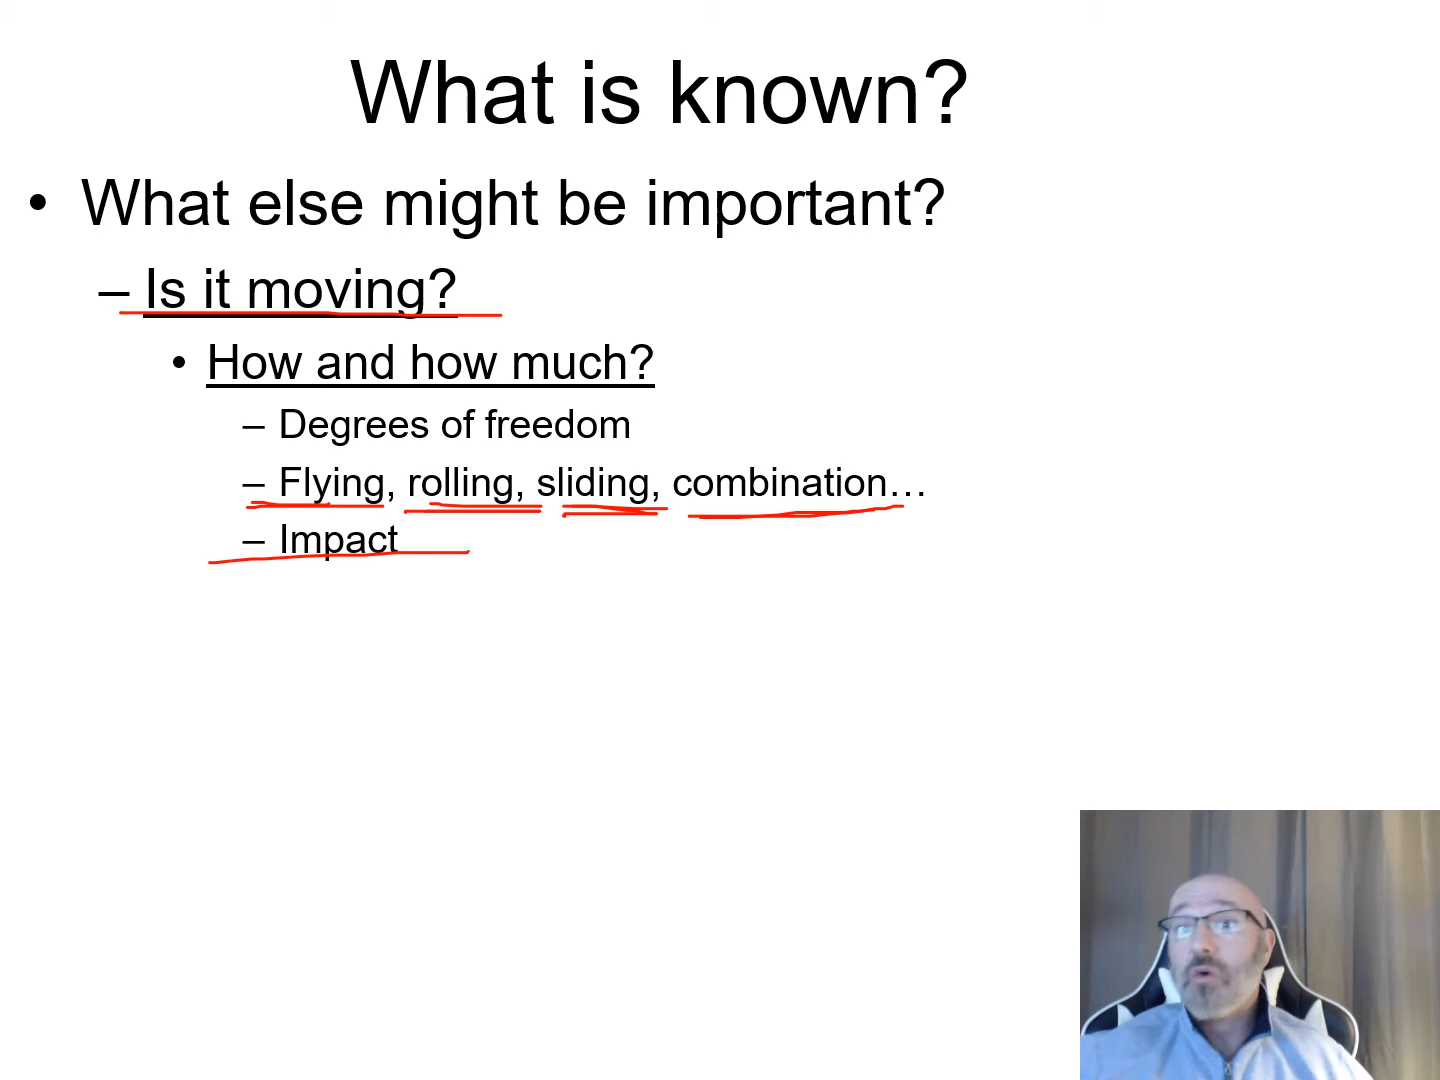 What is known?
• What else might be important?
– Is it moving?
• How and how much?
– Degrees of freedom
– Flying, rolling, sliding, combination…
– Impact